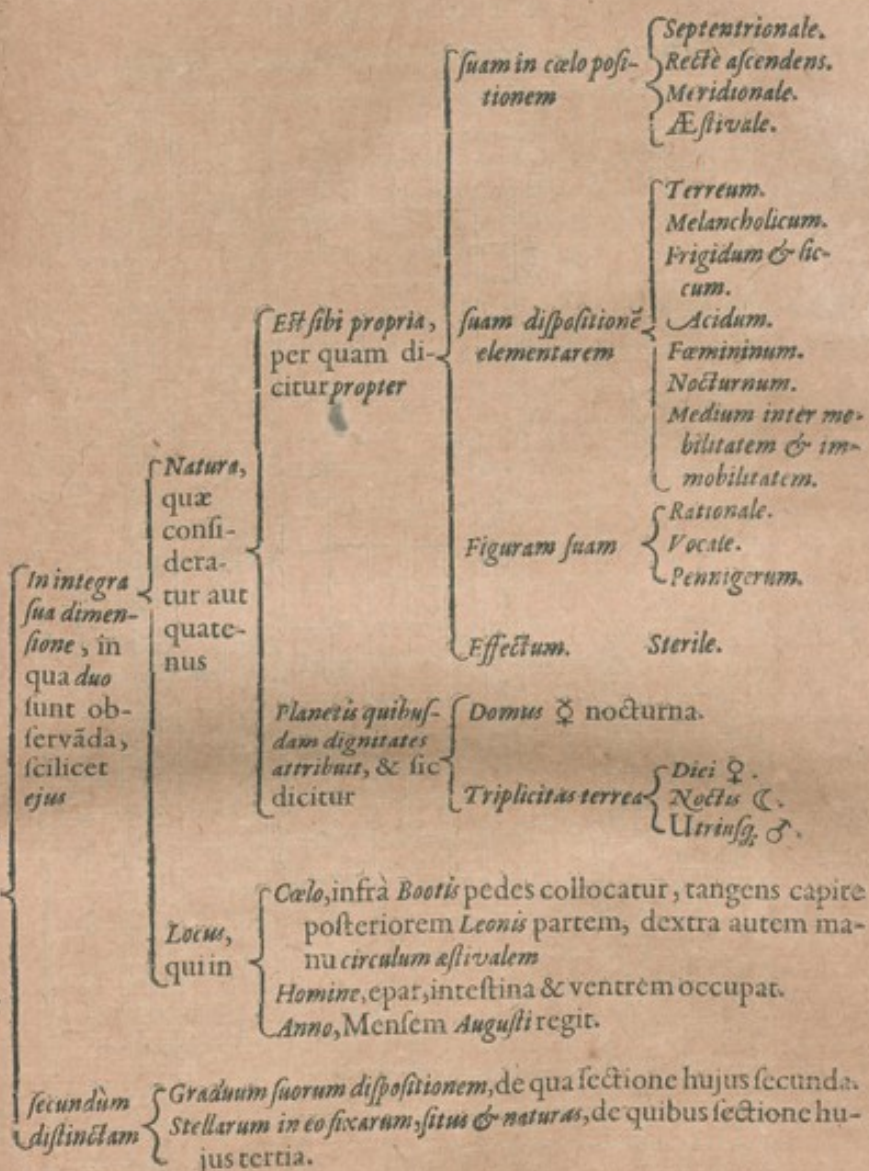 Septentrionale.
ſuam in cœlo poſi-
tionem
Rectè aſcendens.
Meridionale.
Æſtivale.
Terreum.
Melancholicum.
Frigidum & ſic-
cum.
Eſt ſibi propria,
per quam di-
citur propter
ſuam diſpoſitionē
elementarem
Acidum.
Fœmininum.
Nocturnum.
Medium inter mo-
bilitatem & im-
mobilitatem.
Natura,
quæ
conſi-
dera-
tur aut
quate-
nus
Figuram ſuam
Rationale.
Vocale.
Pennigerum.
Effectum. Sterile.
In integra
ſua dimen-
ſione, in
qua duo
ſunt ob-
ſervāda,
ſcilicet
ejus
Planetis quibuſ-
dam dignitates
attribuit, & ſic
dicitur
Domus ☿ nocturna.
Triplicitas terrea
Diei ♀.
Noctis ☾.
Utrinſq; ♂.
Locus,
qui in
Cœlo, infrà Bootis pedes collocatur, tangens capite
poſteriorem Leonis partem, dextra autem ma-
nu circulum æſtivalem
Homine, epar, inteſtina & ventrem occupat.
Anno, Menſem Auguſti regit.
ſecundùm
diſtinctam
Graduum ſuorum diſpoſitionem, de qua ſectione hujus ſecunda.
Stellarum in eo fixarum, ſitus & naturas, de quibus ſectione hu-
jus tertia.